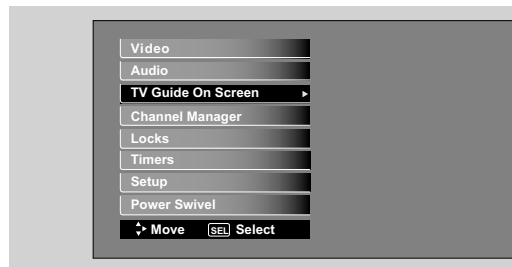 Video
Audio
TV Guide On Screen
Channel Manager
Locks
Timers
Setup
Power Swivel
Move SEL Select